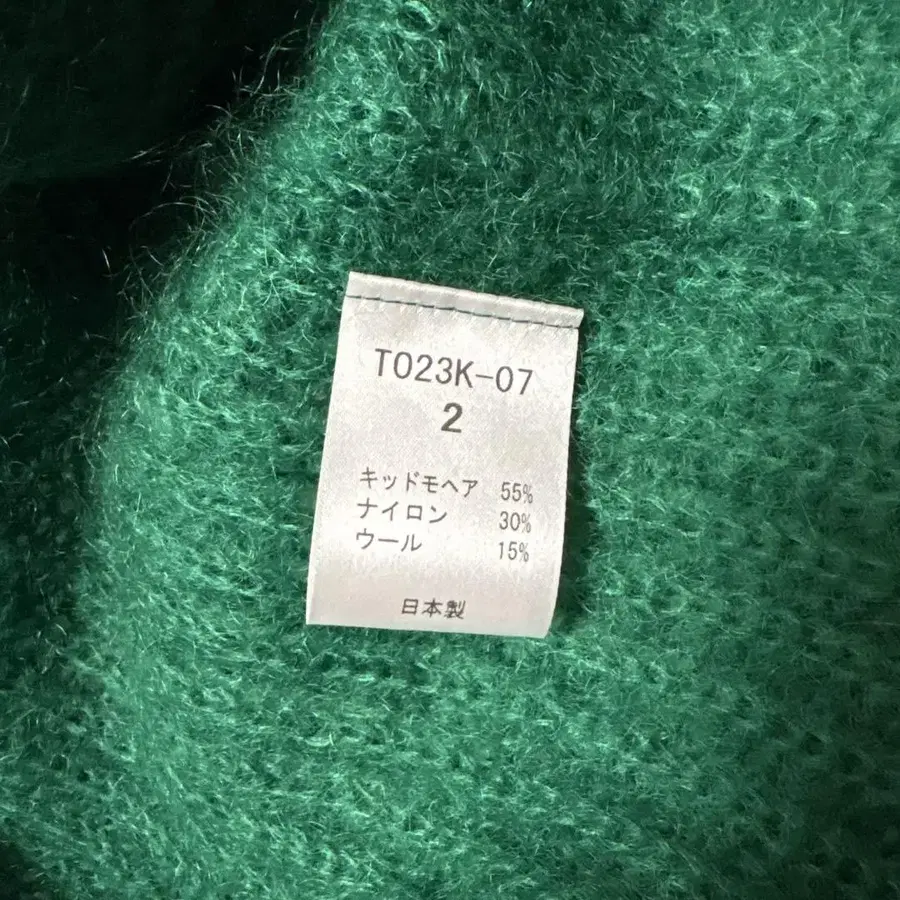 T023K-07
2
キッドモヘア 55%
ナイロン 30%
ウール 15%
日本製